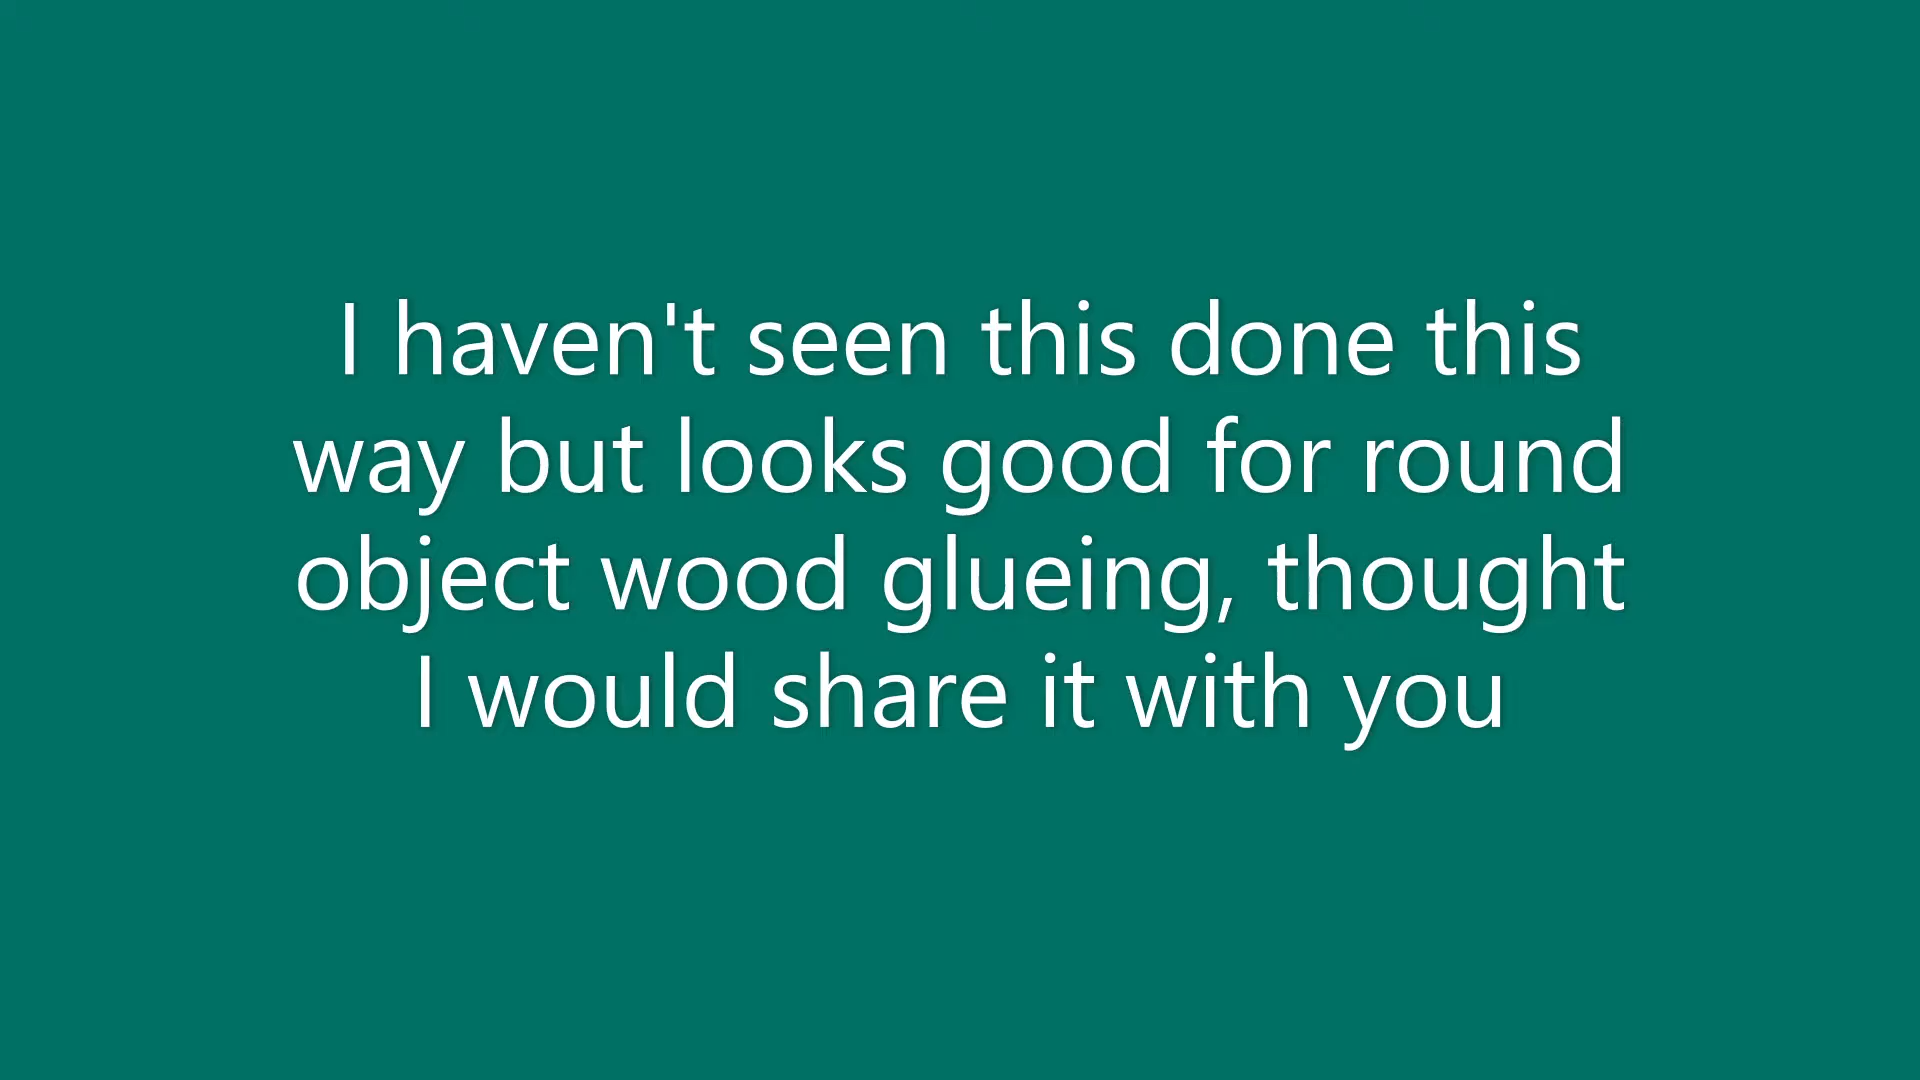 I haven't seen this done this
way but looks good for round
object wood glueing, thought
I would share it with you